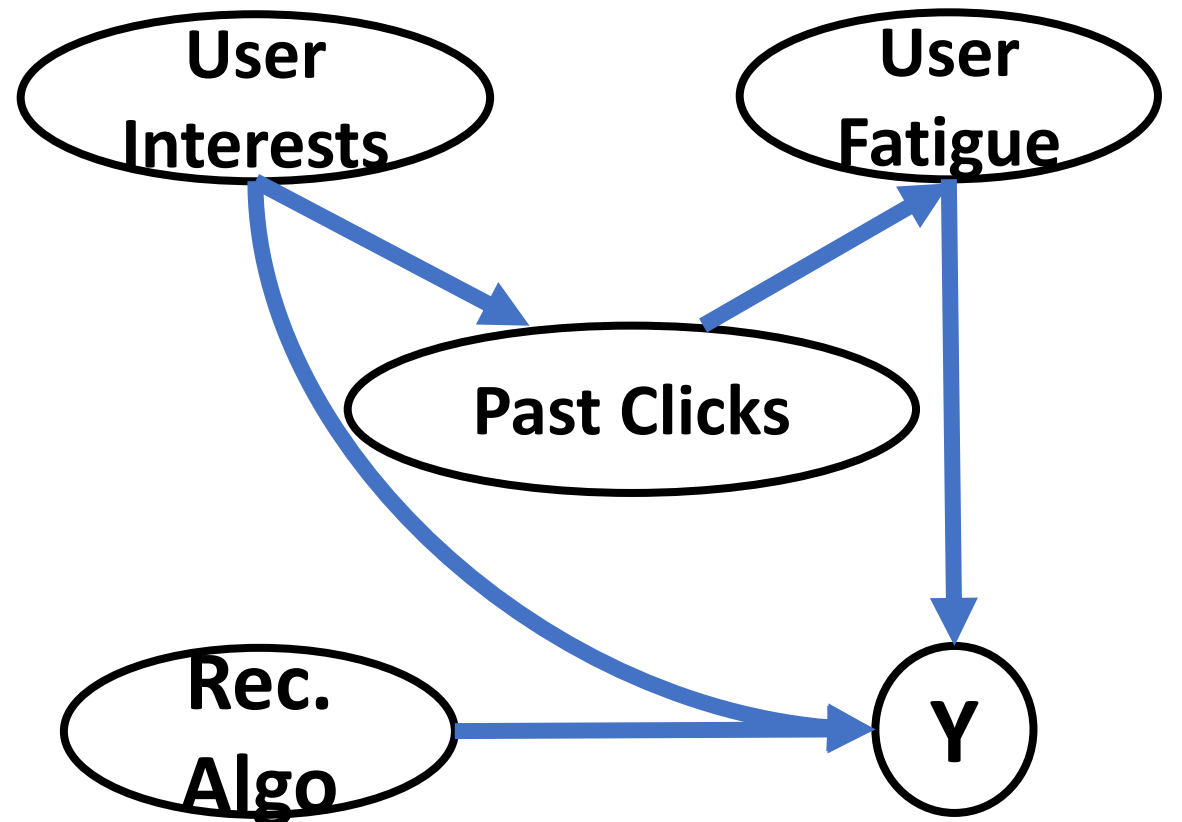 User
Interests
User
Fatigue
Past Clicks
Rec.
Algo
Y